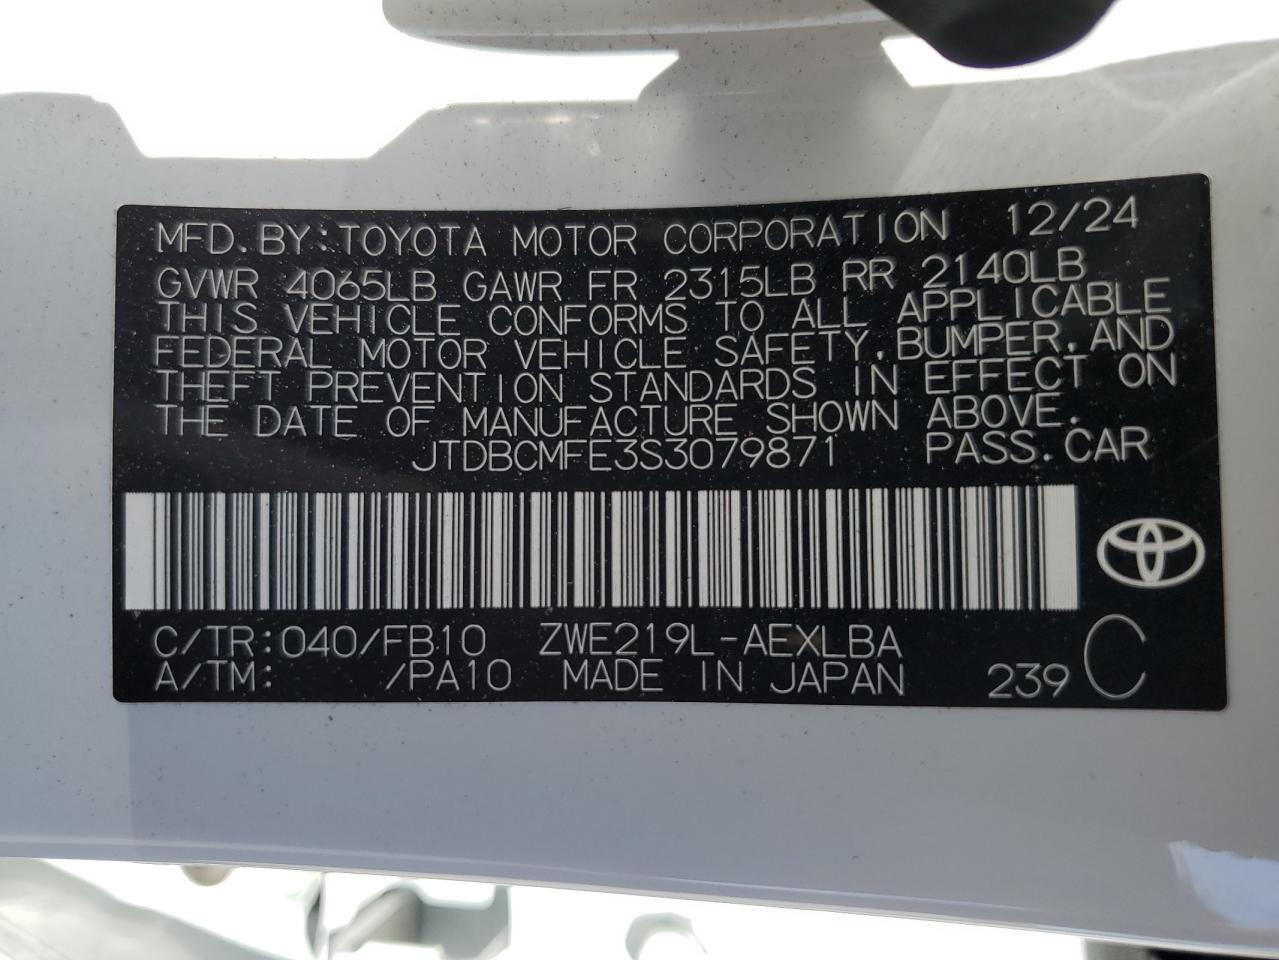 MFD. BY: TOYOTA MOTOR CORPORATION 12/24
GVWR 4065LB GAWR FR 2315LB RR 2140LB
THIS VEHICLE CONFORMS TO ALL APPLICABLE
FEDERAL MOTOR VEHICLE SAFETY, BUMPER, AND
THEFT PREVENTION STANDARDS IN EFFECT ON
THE DATE OF MANUFACTURE SHOWN ABOVE.
JTDBCMFE3S3079871 PASS. CAR
C/TR: 040/FB10 ZWE219L-AEXLBA
A/TM: /PA10 MADE IN JAPAN 239 C